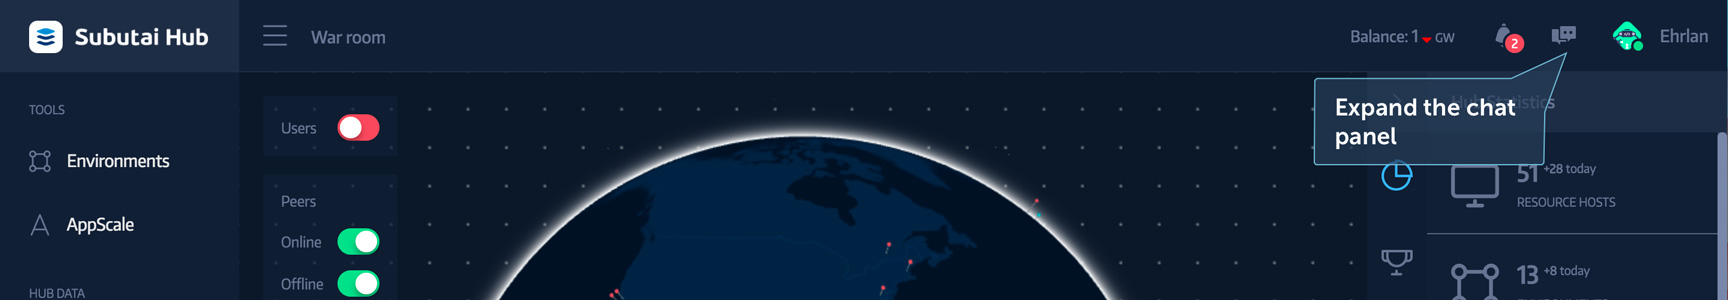 Subutai Hub
War room
Balance: 1 GW
2
Ehrlan
TOOLS
Environments
AppScale
HUB DATA
Users
Peers
Online
Offline
Expand the chat
panel
Hub Statistics
51 +28 today
RESOURCE HOSTS
13 +8 today